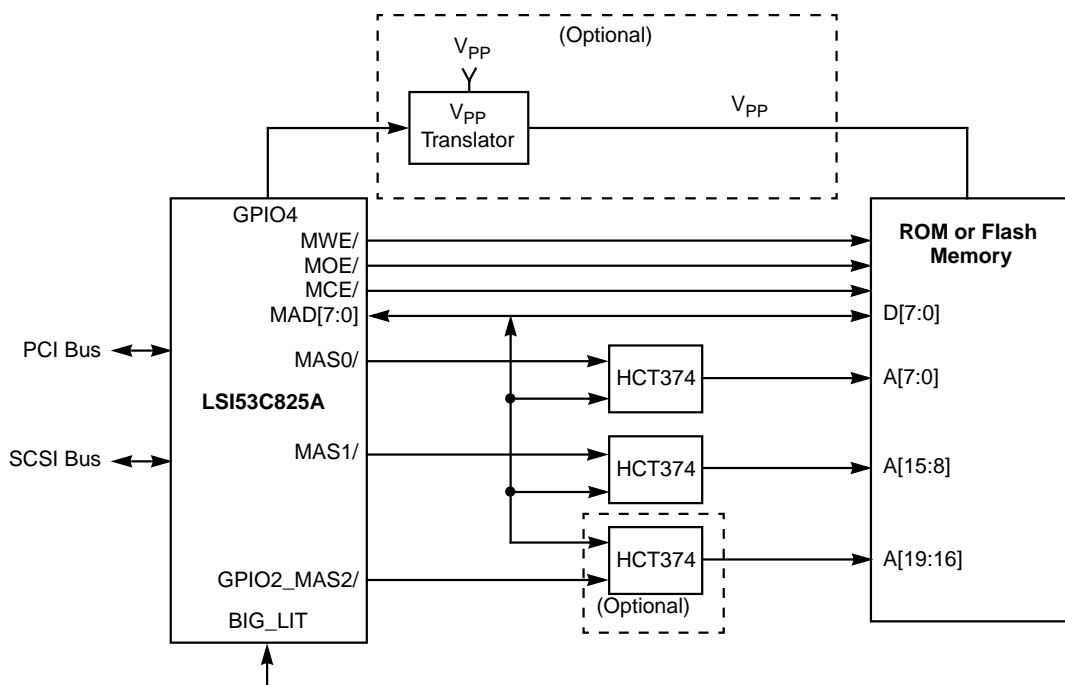 (Optional)
VPP
VPP
Translator
VPP
GPIO4
MWE/
MOE/
MCE/
MAD[7:0]
MAS0/
LSI53C825A
MAS1/
GPIO2_MAS2/
BIG_LIT
PCI Bus
SCSI Bus
HCT374
HCT374
HCT374
(Optional)
ROM or Flash
Memory
D[7:0]
A[7:0]
A[15:8]
A[19:16]